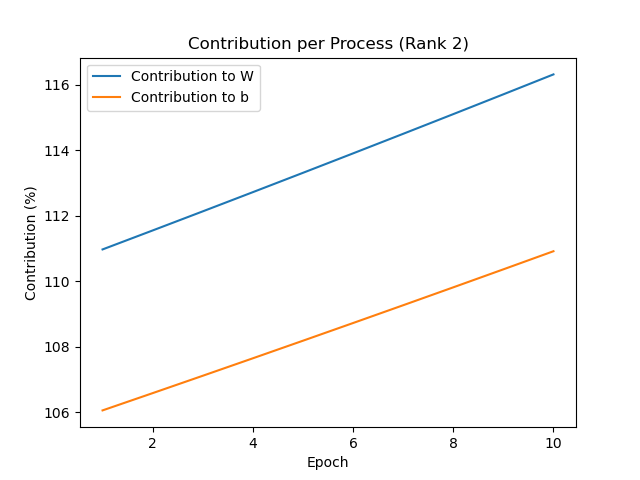 Contribution per Process (Rank 2)
Contribution to W
Contribution to b
Contribution (%)
116
114
112
110
108
106
2 4 6 8 10
Epoch